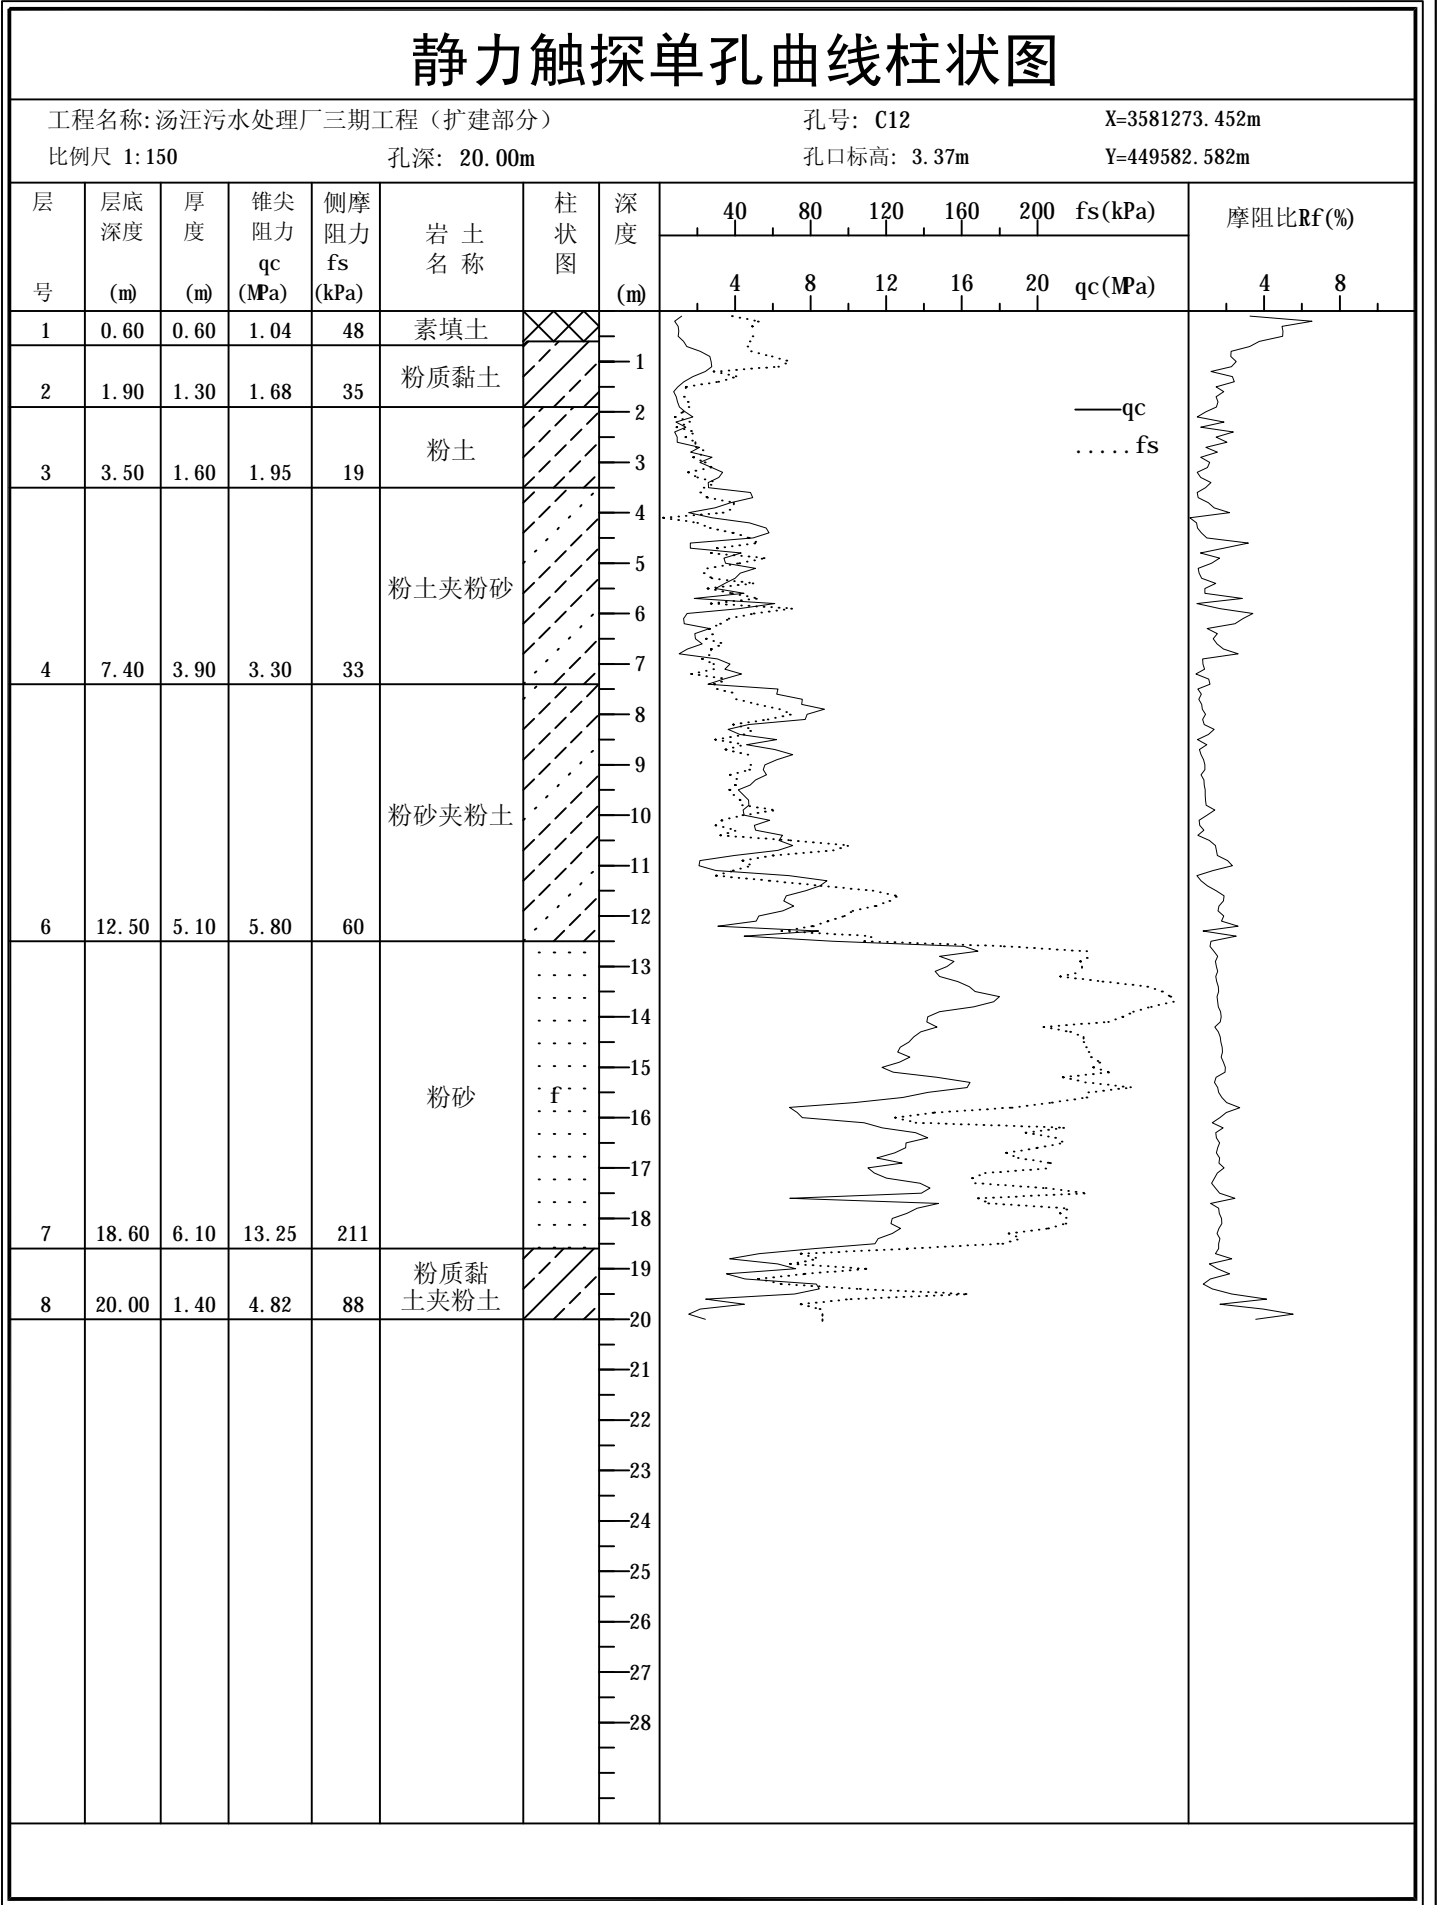 静力触探单孔曲线柱状图
工程名称:汤汪污水处理厂三期工程（扩建部分） 孔号: C12 X=3581273.452m
比例尺 1:150 孔深: 20.00m 孔口标高: 3.37m Y=449582.582m
层号 层底深度(m) 厚度(m) 锥尖阻力qc(MPa) 侧摩阻力fs(kPa) 岩土名称 柱状图 深度(m)
40 80 120 160 200 fs(kPa)
4 8 12 16 20 qc(MPa)
摩阻比Rf(%)
4 8
1 0.60 0.60 1.04 48 素填土
2 1.90 1.30 1.68 35 粉质黏土
3 3.50 1.60 1.95 19 粉土
4 7.40 3.90 3.30 33 粉土夹粉砂
6 12.50 5.10 5.80 60 粉砂夹粉土
7 18.60 6.10 13.25 211 粉砂
f
8 20.00 1.40 4.82 88 粉质黏土夹粉土
1
2
3
4
5
6
7
8
9
10
11
12
13
14
15
16
17
18
19
20
21
22
23
24
25
26
27
28
qc
fs